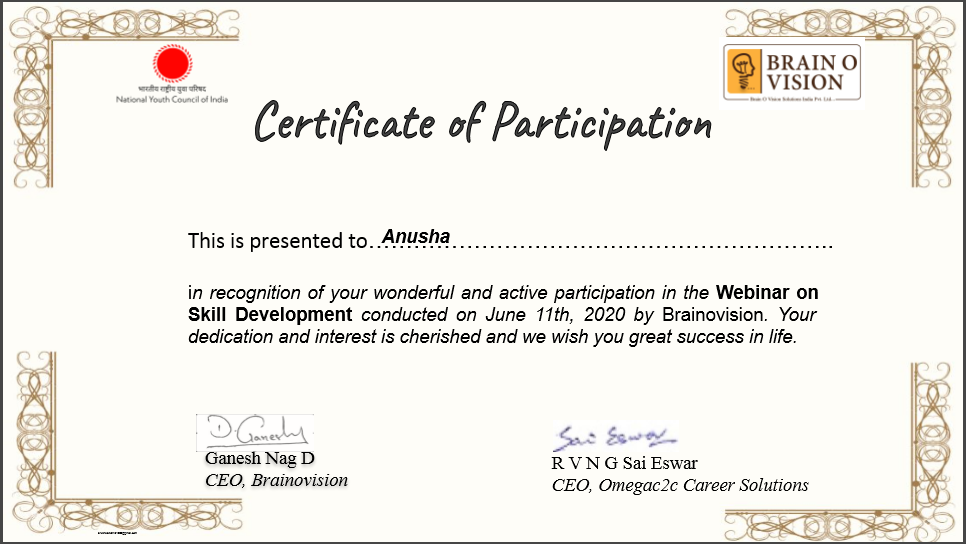 भारतीय राष्ट्रीय युवा परिषद
National Youth Council of India
BRAIN O
VISION
Brain O Vision Solutions India Pvt. Ltd.
Certificate of Participation
This is presented to…Anusha……………………………………………..
in recognition of your wonderful and active participation in the Webinar on
Skill Development conducted on June 11th, 2020 by Brainovision. Your
dedication and interest is cherished and we wish you great success in life.
D. Ganesh
Ganesh Nag D
CEO, Brainovision
Sai Eswar
R V N G Sai Eswar
CEO, Omegac2c Career Solutions